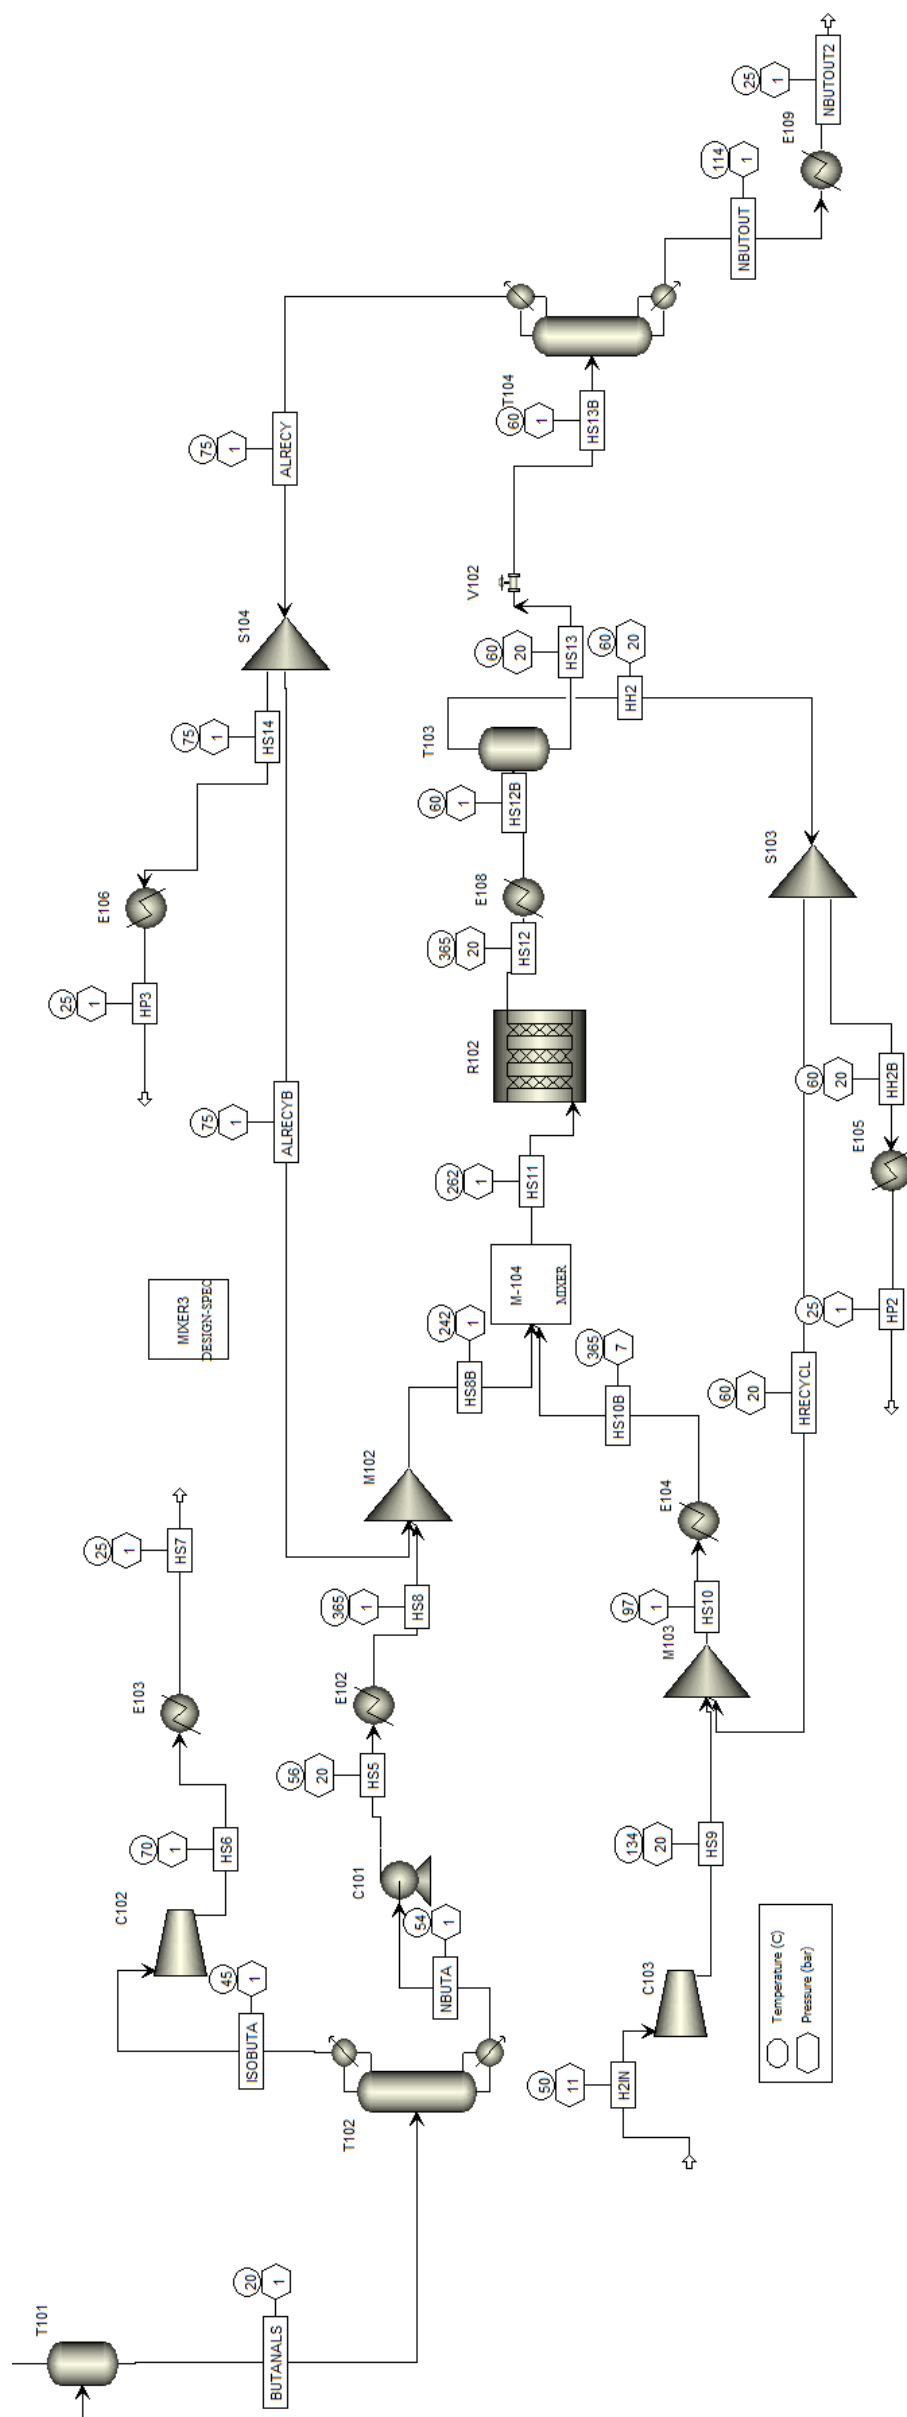 T101
20
1
BUTANALS
T102
45
1
ISOBUTA
C102
70
1
HS6
E103
25
1
HS7
54
1
NBUTA
C101
56
20
HS5
E102
365
1
HS8
M102
242
1
HS8B
50
11
H2IN
C103
134
20
HS9
M103
97
1
HS10
E104
365
7
HS10B
M-104
MIXER
262
1
HS11
R102
365
20
HS12
E108
60
1
HS12B
T103
60
20
HS13
V102
60
1
HS13B
T104
114
1
NBUTOUT
E109
25
1
NBUTOUT2
75
1
ALRECY
S104
75
1
HS14
E106
25
1
HP3
75
1
ALRECYB
60
20
HH2
S103
60
20
HH2B
E105
25
1
HP2
60
20
HRECYCL
MIXER3
DESIGN-SPEC
Temperature (C)
Pressure (bar)